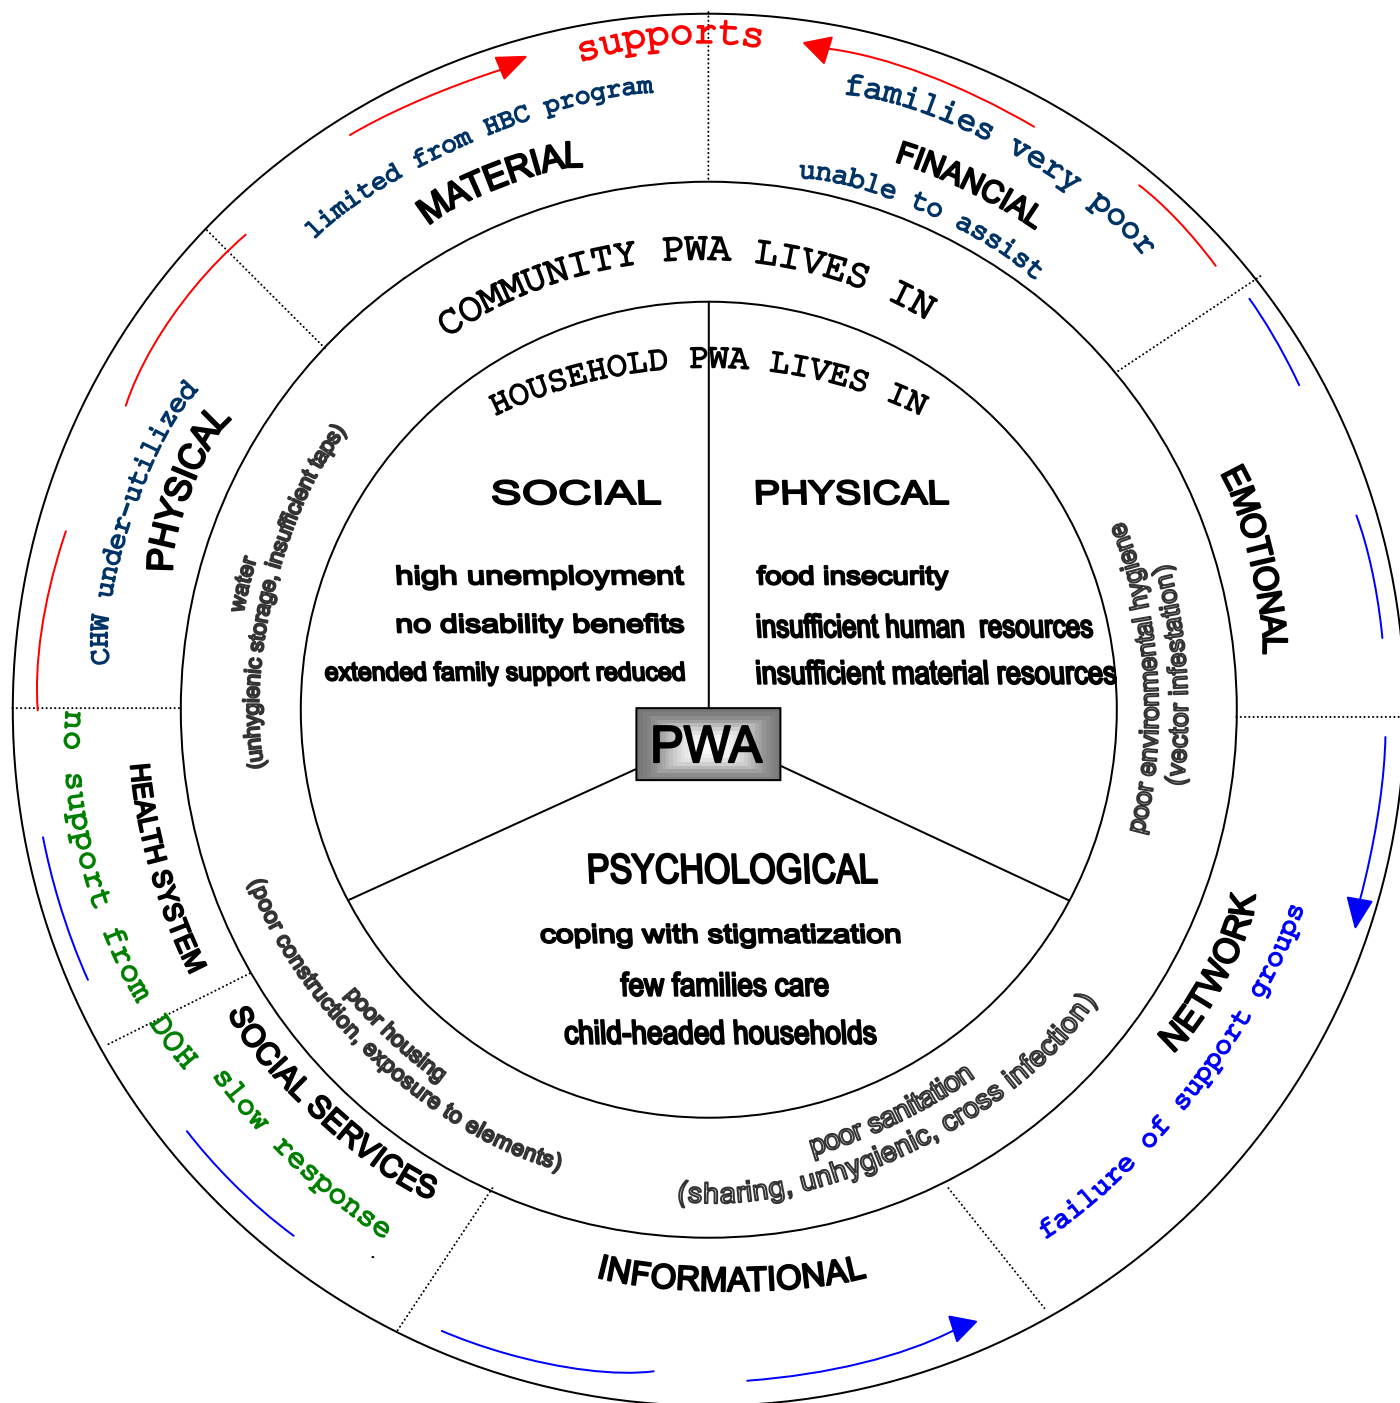 supports
limited from HBC program
MATERIAL
families very poor
FINANCIAL
unable to assist
COMMUNITY PWA LIVES IN
HOUSEHOLD PWA LIVES IN
CHW under-utilized
PHYSICAL
EMOTIONAL
water
(unhygienic storage, insufficient taps)
poor environmental hygiene
(vector infestation)
SOCIAL
high unemployment
no disability benefits
extended family support reduced
PHYSICAL
food insecurity
insufficient human resources
insufficient material resources
PWA
PSYCHOLOGICAL
coping with stigmatization
few families care
child-headed households
no support from DOH slow response
HEALTH SYSTEM
SOCIAL SERVICES
poor housing
(poor construction, exposure to elements)
poor sanitation
(sharing, unhygienic, cross infection)
NETWORK
failure of support groups
INFORMATIONAL